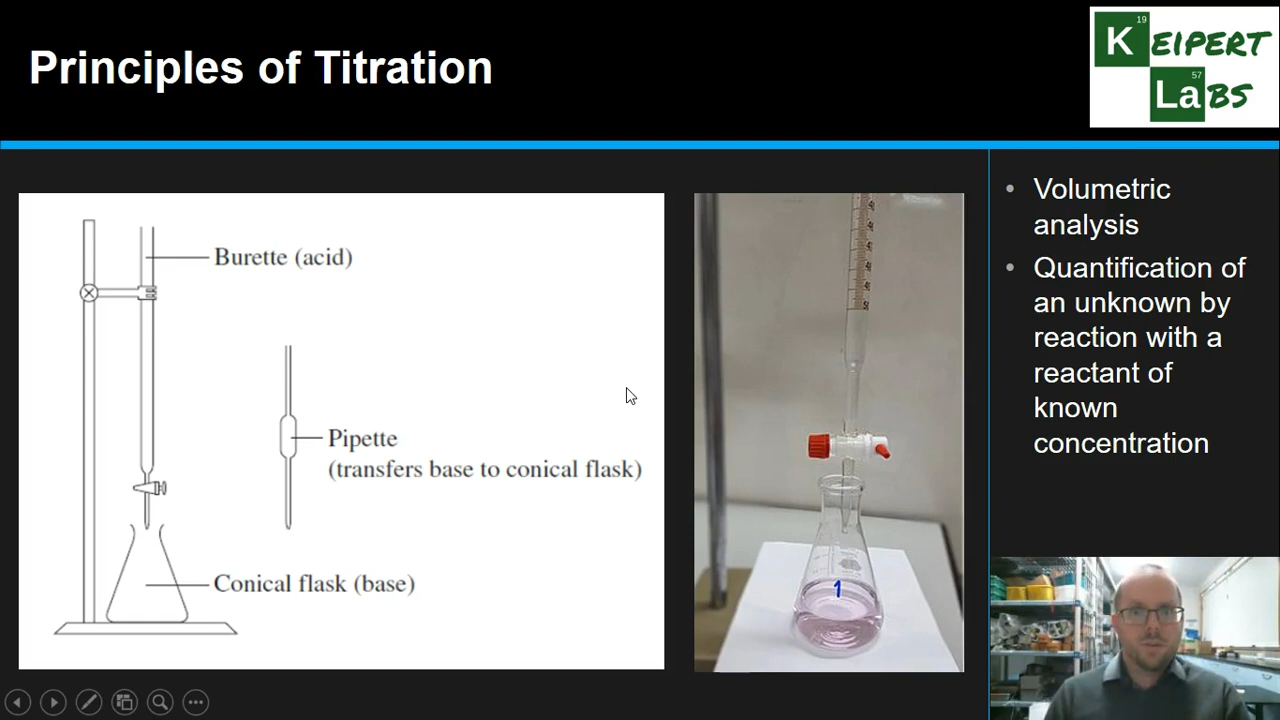 Principles of Titration
19
K EIPERT
57
La BS
Burette (acid)
Pipette
(transfers base to conical flask)
Conical flask (base)
1
• Volumetric
analysis
• Quantification of
an unknown by
reaction with a
reactant of
known
concentration